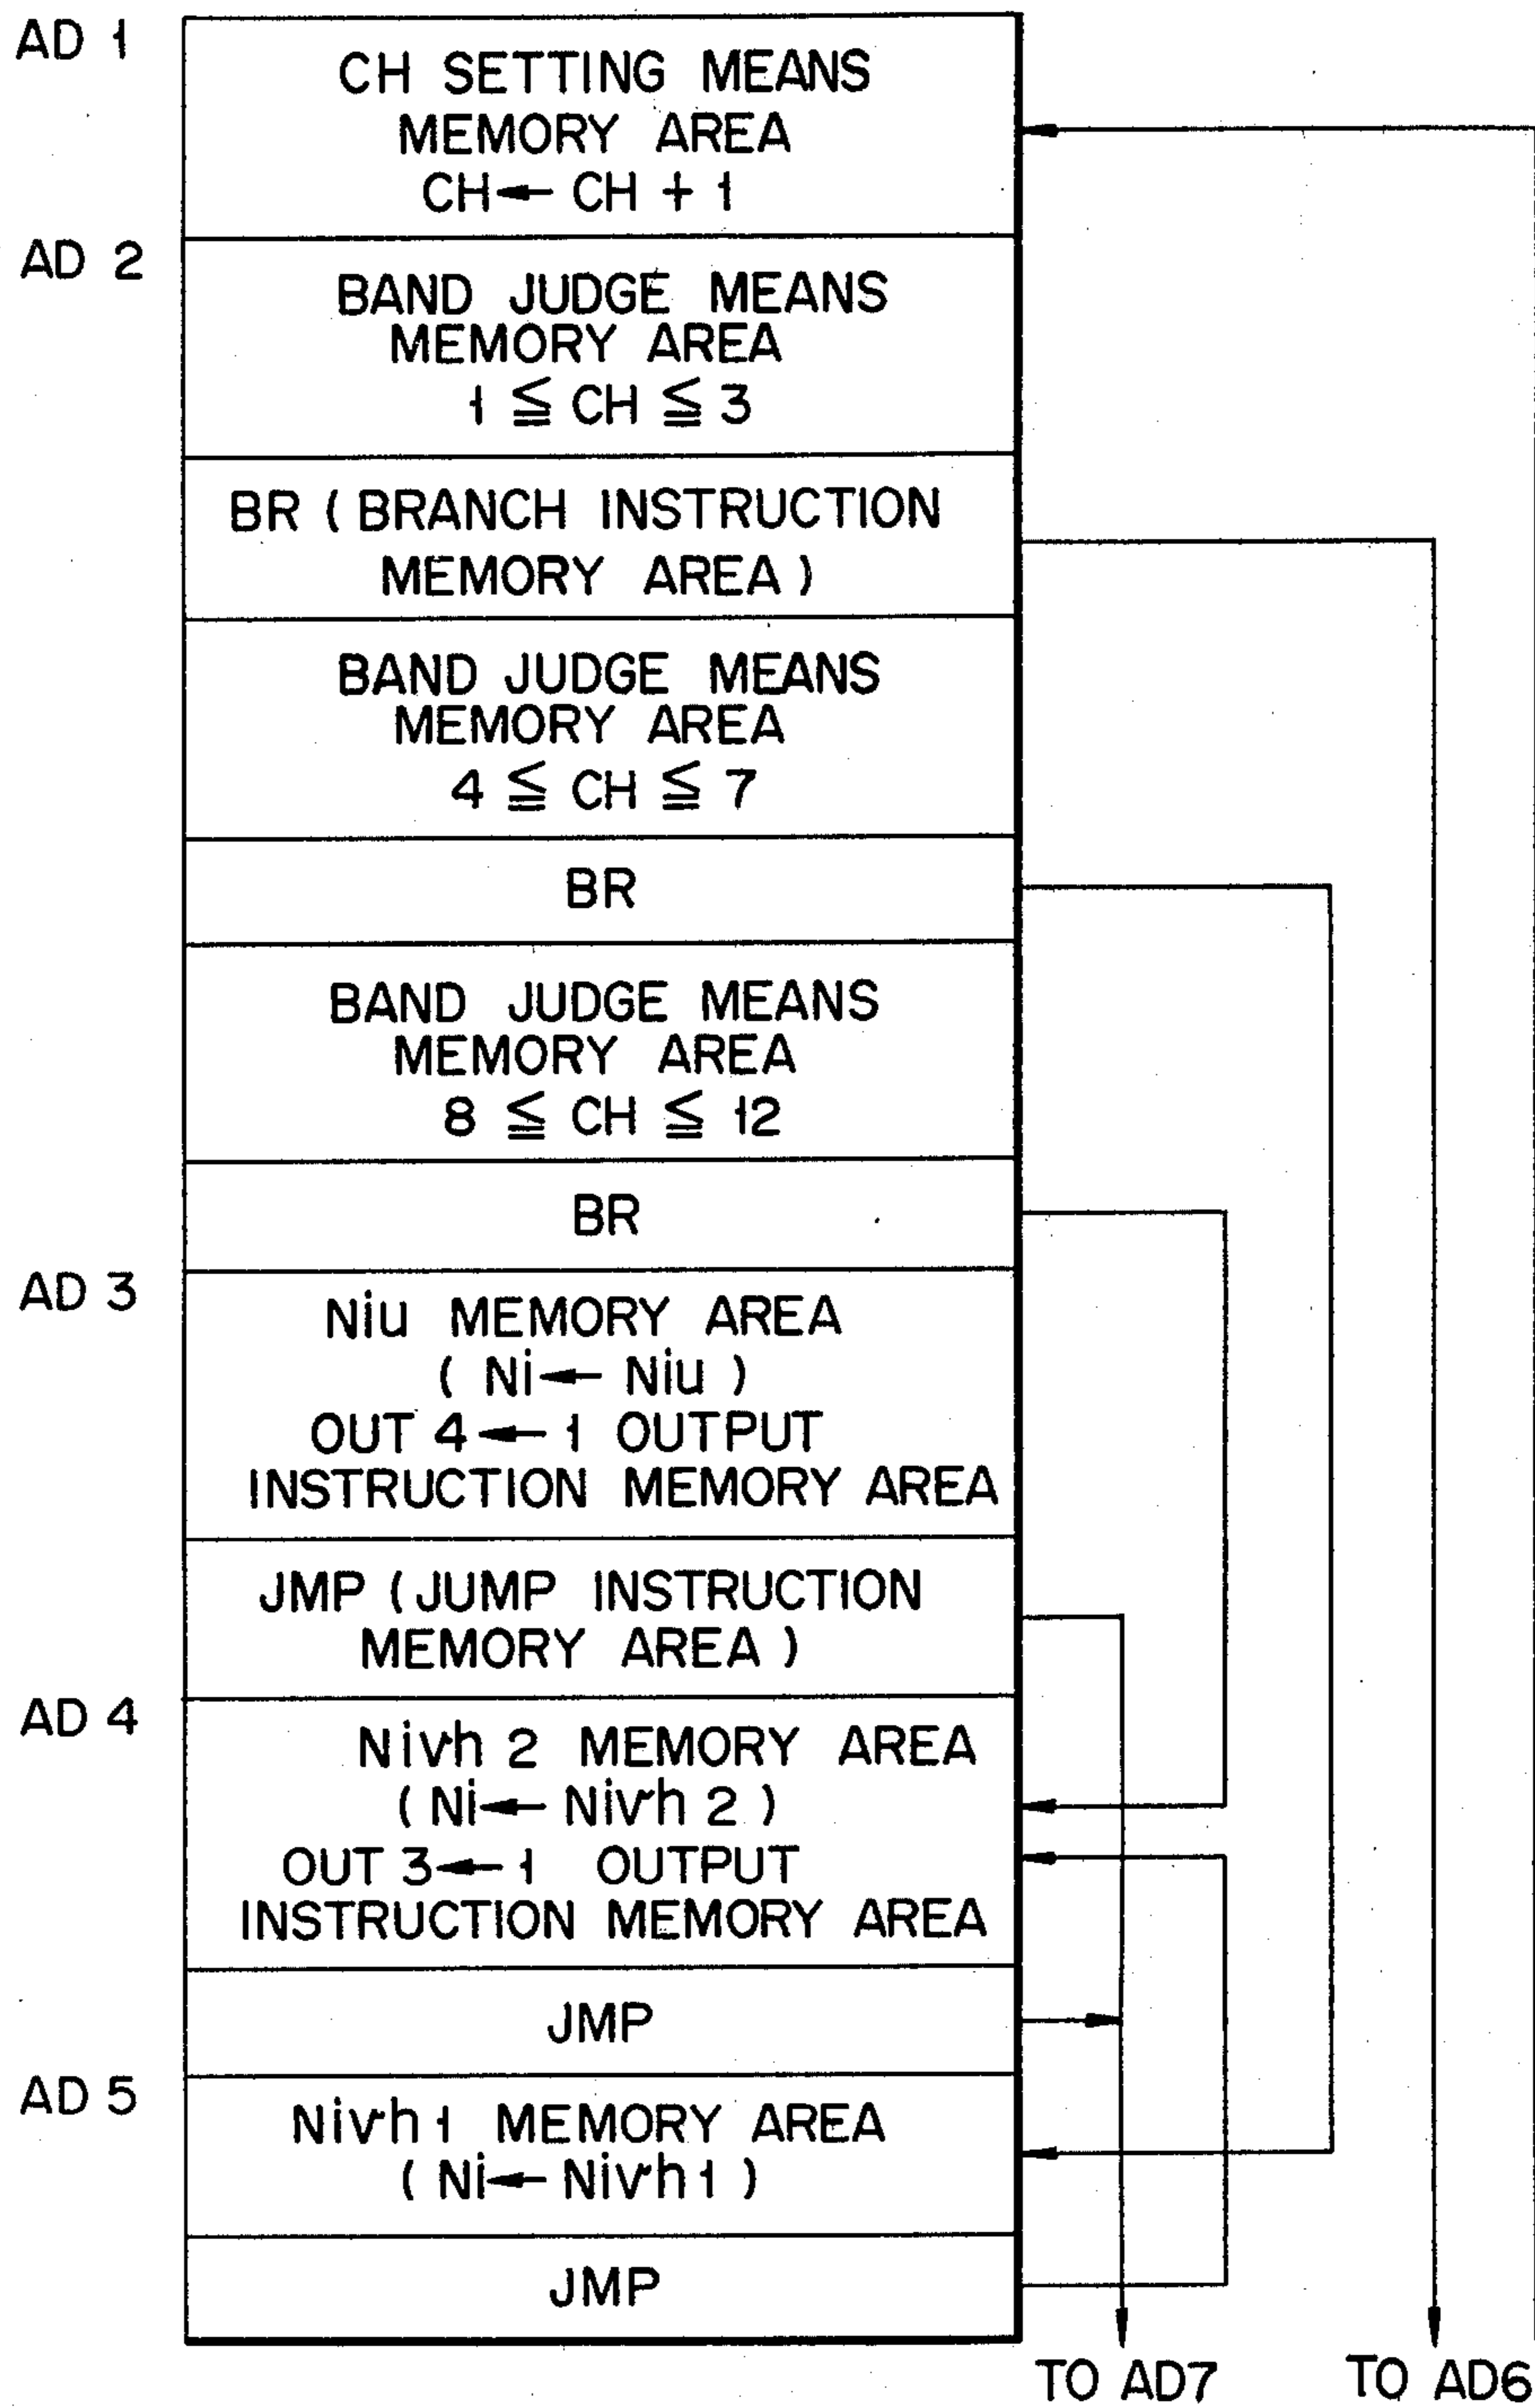 AD 1
CH SETTING MEANS
MEMORY AREA
CH ← CH + 1
AD 2
BAND JUDGE MEANS
MEMORY AREA
1 ≦ CH ≦ 3
BR ( BRANCH INSTRUCTION
MEMORY AREA )
BAND JUDGE MEANS
MEMORY AREA
4 ≦ CH ≦ 7
BR
BAND JUDGE MEANS
MEMORY AREA
8 ≦ CH ≦ 12
BR
AD 3
Niu MEMORY AREA
( Ni ← Niu )
OUT 4 ← 1 OUTPUT
INSTRUCTION MEMORY AREA
JMP ( JUMP INSTRUCTION
MEMORY AREA )
AD 4
Nivh 2 MEMORY AREA
( Ni ← Nivh 2 )
OUT 3 ← 1 OUTPUT
INSTRUCTION MEMORY AREA
JMP
AD 5
Nivh 1 MEMORY AREA
( Ni ← Nivh 1 )
JMP
TO AD7
TO AD6